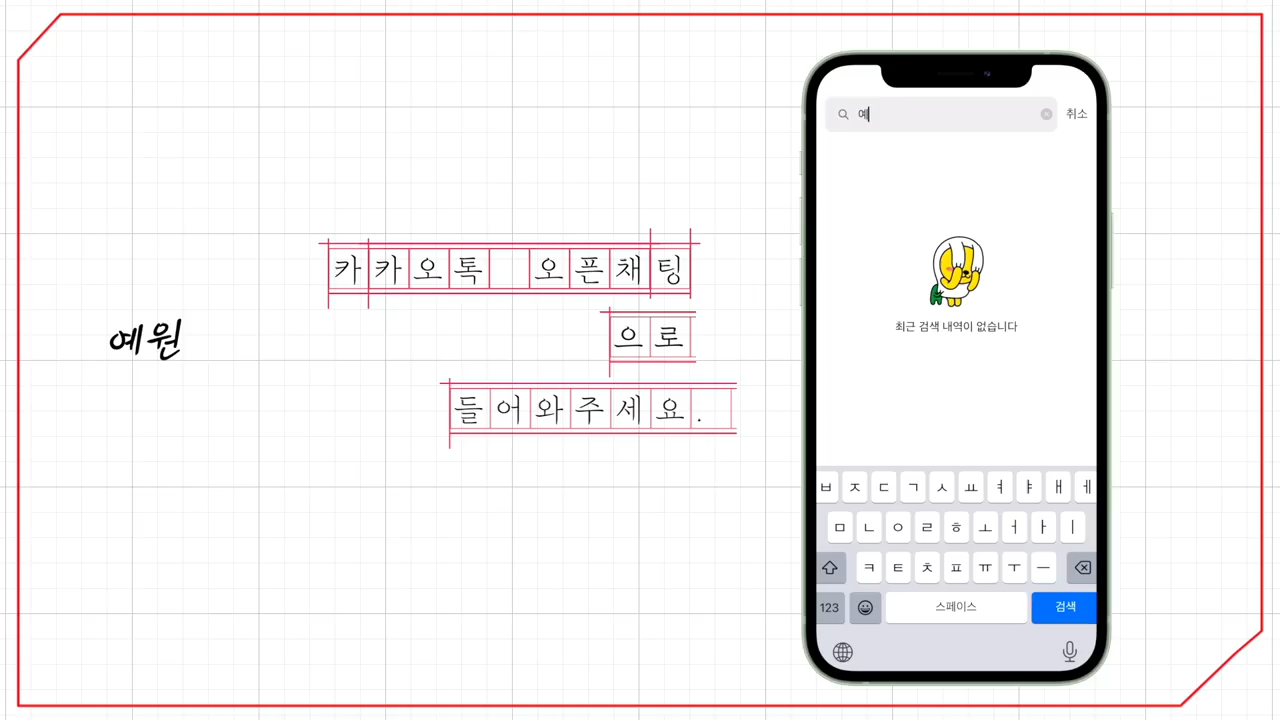 예원
카카오톡 오픈채팅
으로
들어와주세요.
예
취소
최근 검색 내역이 없습니다
ㅂ ㅈ ㄷ ㄱ ㅅ ㅛ ㅕ ㅑ ㅐ ㅔ
ㅁ ㄴ ㅇ ㄹ ㅎ ㅗ ㅓ ㅏ ㅣ
ㅋ ㅌ ㅊ ㅍ ㅠ ㅜ ㅡ
123 스페이스 검색